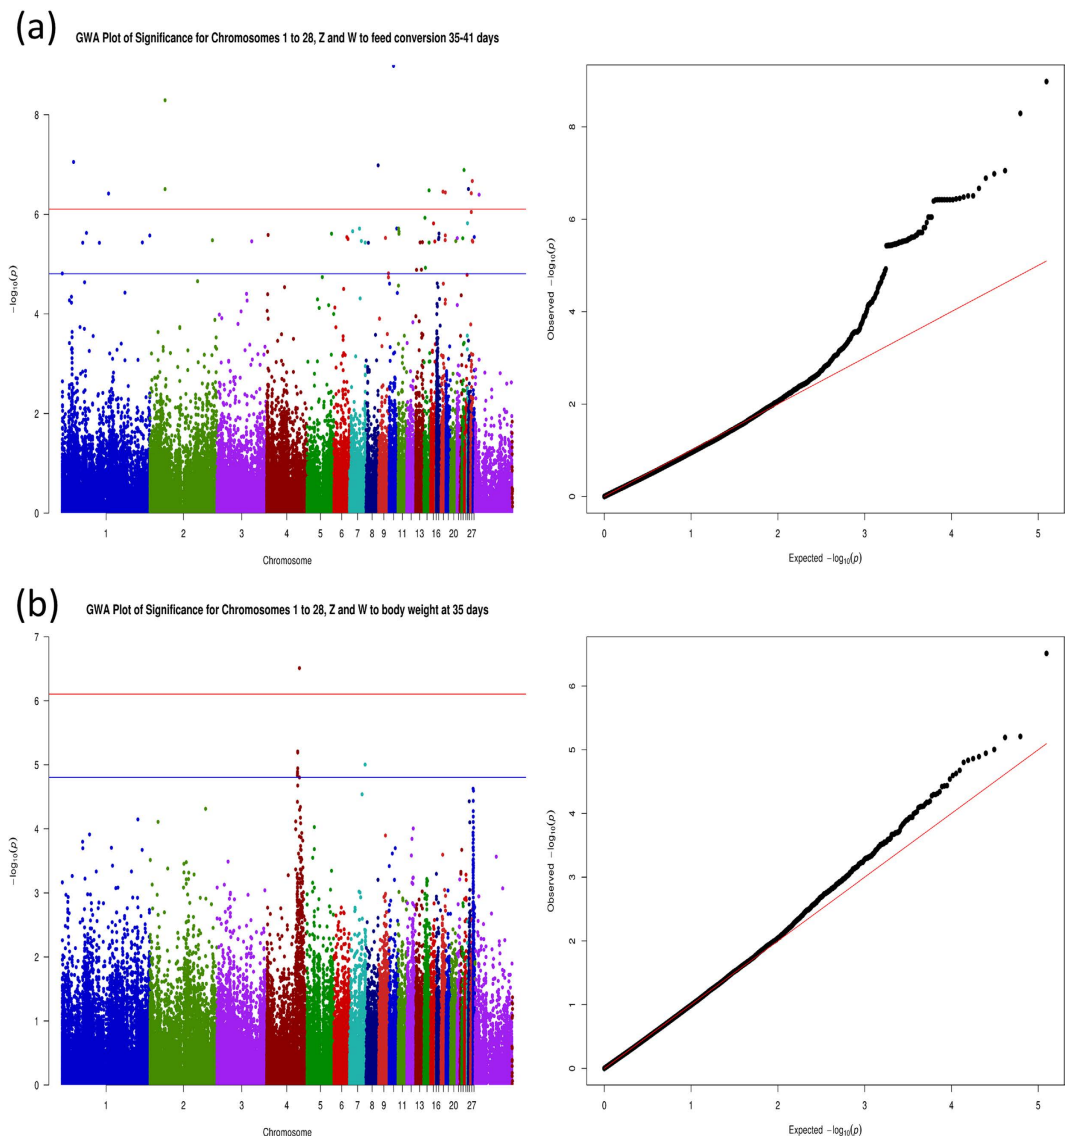 (a)
GWA Plot of Significance for Chromosomes 1 to 28, Z and W to feed conversion 35-41 days
8
6
4
2
0
−log10(p)
1 2 3 4 5 6 7 8 9 11 13 16 20 27
Chromosome
8
6
4
2
0
Observed −log10(p)
0 1 2 3 4 5
Expected −log10(p)
(b)
GWA Plot of Significance for Chromosomes 1 to 28, Z and W to body weight at 35 days
7
6
5
4
3
2
1
0
−log10(p)
1 2 3 4 5 6 7 8 9 11 13 16 20 27
Chromosome
6
5
4
3
2
1
0
Observed −log10(p)
0 1 2 3 4 5
Expected −log10(p)